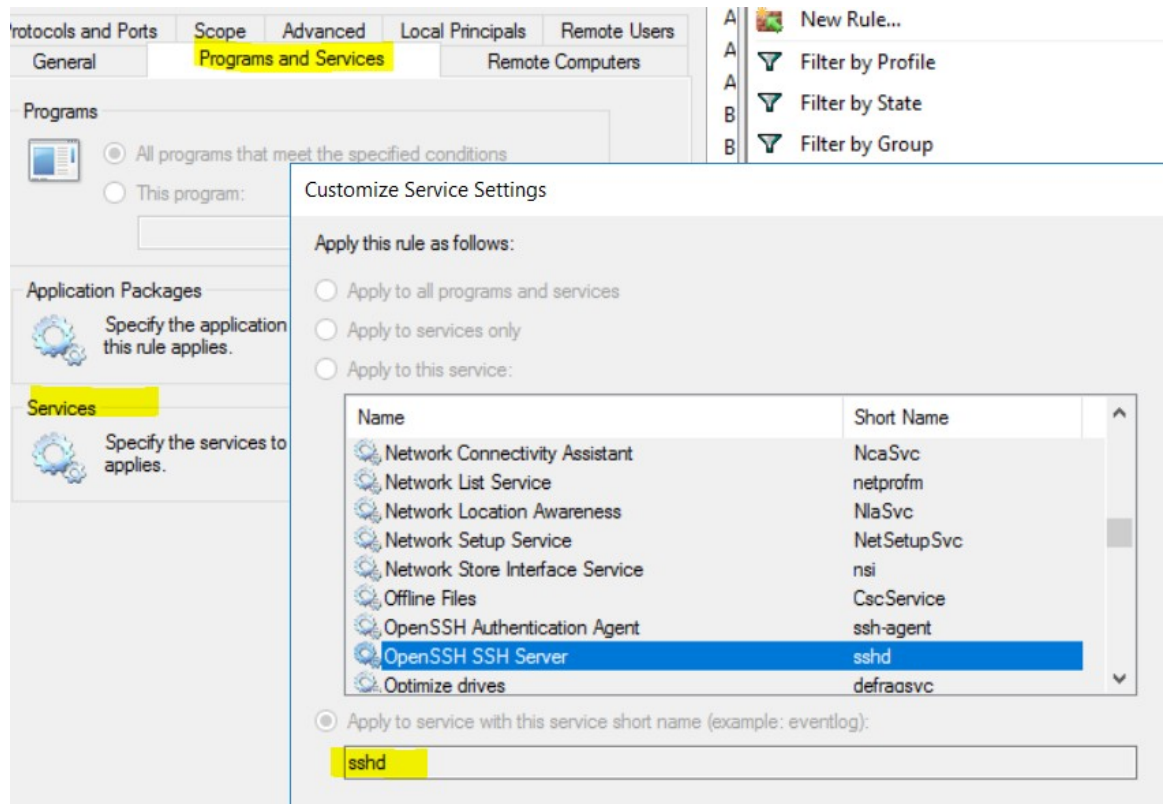 Protocols and Ports Scope Advanced Local Principals Remote Users
General Programs and Services Remote Computers
Programs
All programs that meet the specified conditions
This program:
Application Packages
Specify the application
this rule applies.
Services
Specify the services to
applies.
A
A
A
B
B
New Rule...
Filter by Profile
Filter by State
Filter by Group
Customize Service Settings
Apply this rule as follows:
Apply to all programs and services
Apply to services only
Apply to this service:
Name Short Name
Network Connectivity Assistant NcaSvc
Network List Service netprofm
Network Location Awareness NlaSvc
Network Setup Service NetSetupSvc
Network Store Interface Service nsi
Offline Files CscService
OpenSSH Authentication Agent ssh-agent
OpenSSH SSH Server sshd
Optimize drives defragsvc
Apply to service with this service short name (example: eventlog):
sshd